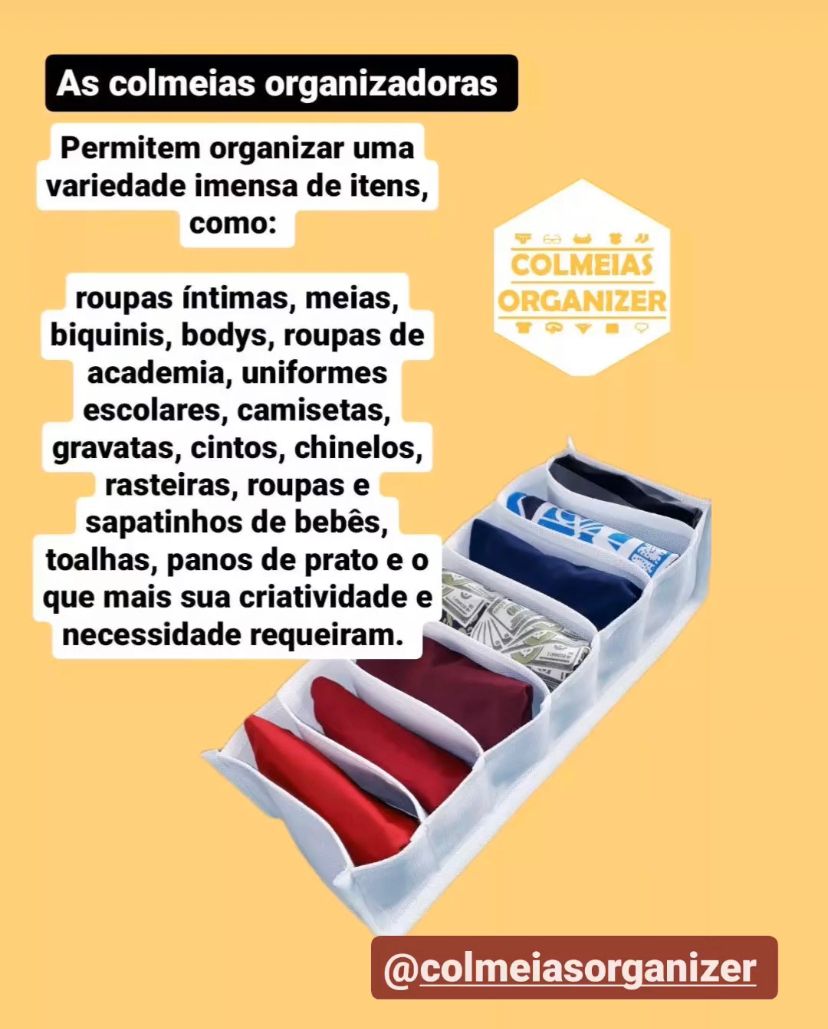 As colmeias organizadoras
Permitem organizar uma
variedade imensa de itens,
como:
roupas íntimas, meias,
biquinis, bodys, roupas de
academia, uniformes
escolares, camisetas,
gravatas, cintos, chinelos,
rasteiras, roupas e
sapatinhos de bebês,
toalhas, panos de prato e o
que mais sua criatividade e
necessidade requeiram.
COLMEIAS
ORGANIZER
@colmeiasorganizer